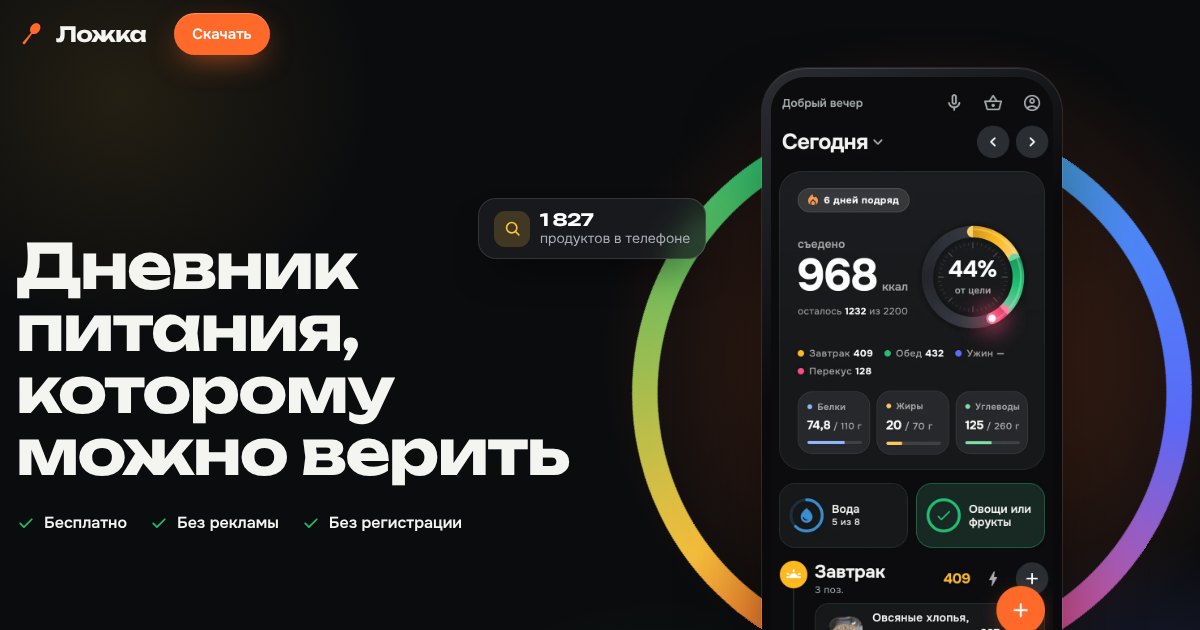 Ложка
Скачать
Дневник
питания,
которому
можно верить
Бесплатно
Без рекламы
Без регистрации
1 827
продуктов в телефоне
Добрый вечер
Сегодня
6 дней подряд
съедено
968 ккал
осталось 1232 из 2200
44%
от цели
Завтрак 409
Обед 432
Ужин —
Перекус 128
Белки
74,8 / 110 г
Жиры
20 / 70 г
Углеводы
125 / 260 г
Вода
5 из 8
Овощи или
фрукты
Завтрак
3 поз.
409
Овсяные хлопья,